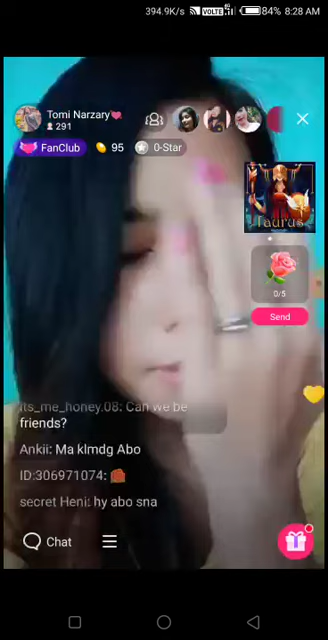 394.9K/s VoLTE 84% 8:28 AM
Tomi Narzary
291
FanClub 95 0-Star
Taurus
0/5
Send
Its_me_honey.08: Can we be
friends?
Ankii: Ma klmdg Abo
ID:306971074:
secret Heni: hy abo sna
Chat